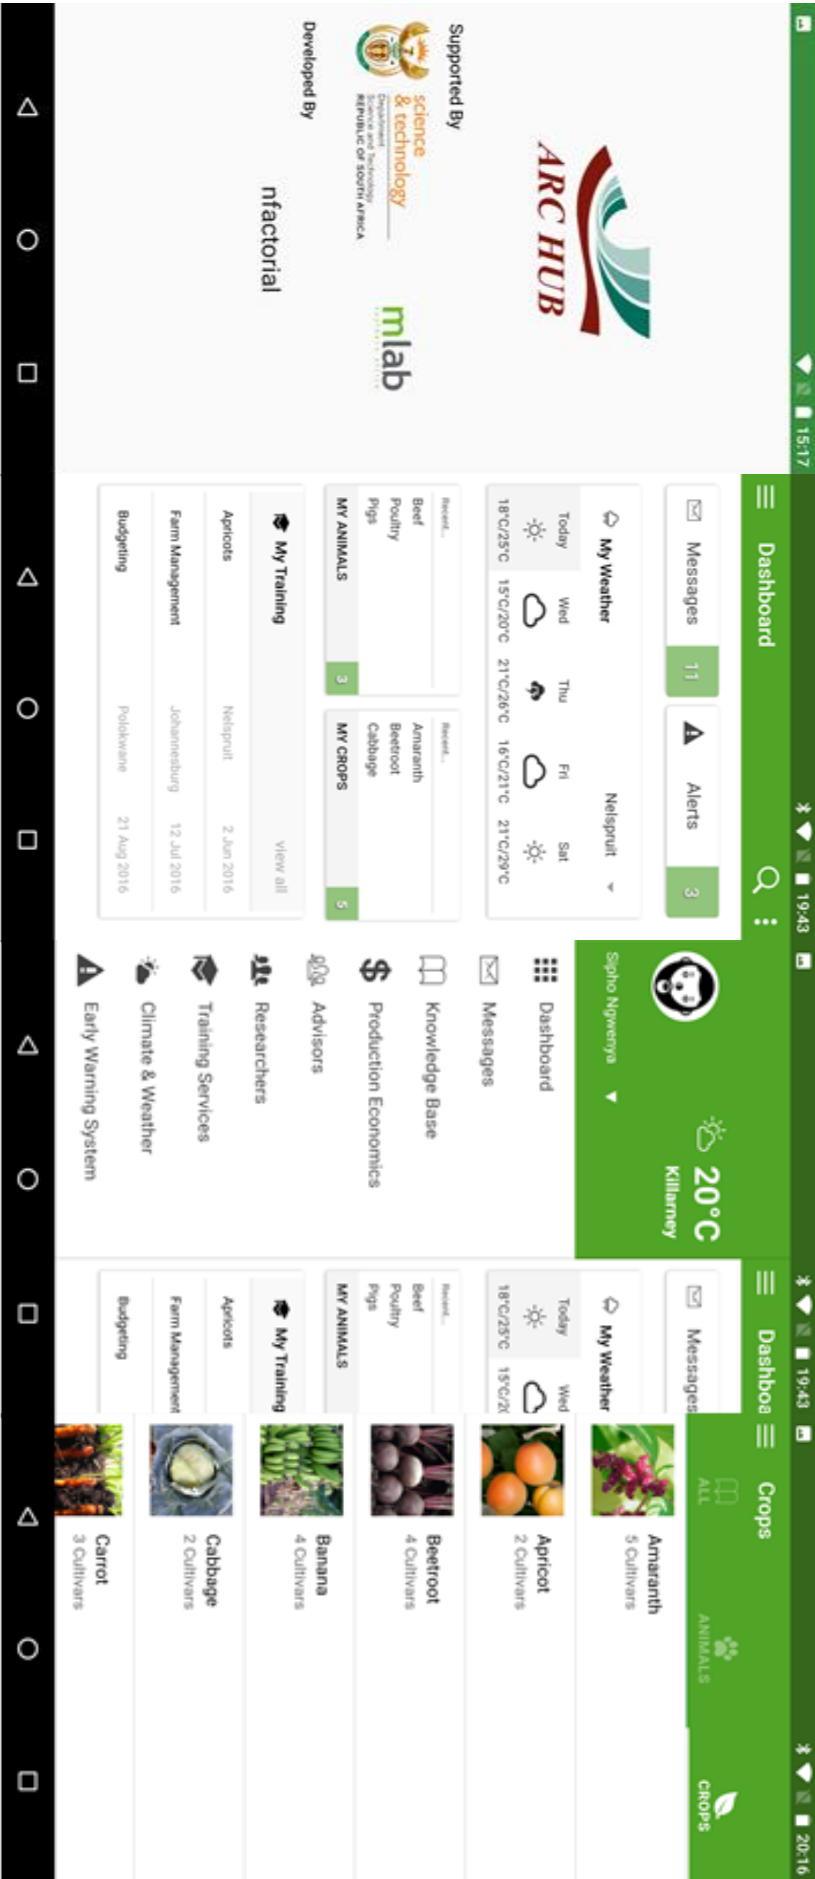 15:17
ARC HUB
Supported By
science
& technology
Department:
Science and Technology
REPUBLIC OF SOUTH AFRICA
mlab
Developed By
nfactorial
19:43
Dashboard
Messages 11
Alerts 3
My Weather Nelspruit
Today Wed Thu Fri Sat
18°C/25°C 15°C/20°C 21°C/26°C 16°C/21°C 21°C/29°C
Recent...
Beef
Poultry
Pigs
MY ANIMALS 3
Recent...
Amaranth
Beetroot
Cabbage
MY CROPS 5
My Training view all
Apricots Nelspruit 2 Jun 2016
Farm Management Johannesburg 12 Jul 2016
Budgeting Polokwane 21 Aug 2016
19:43
20°C
Killarney
Sipho Ngwenya
Dashboard
Messages
Knowledge Base
Production Economics
Advisors
Researchers
Training Services
Climate & Weather
Early Warning System
Dashboa
Messages
My Weather
Today Wed
18°C/25°C 15°C/20
Recent...
Beef
Poultry
Pigs
MY ANIMALS
My Training
Apricots
Farm Management
Budgeting
20:16
Crops
ALL ANIMALS CROPS
Amaranth
5 Cultivars
Apricot
2 Cultivars
Beetroot
4 Cultivars
Banana
4 Cultivars
Cabbage
2 Cultivars
Carrot
3 Cultivars